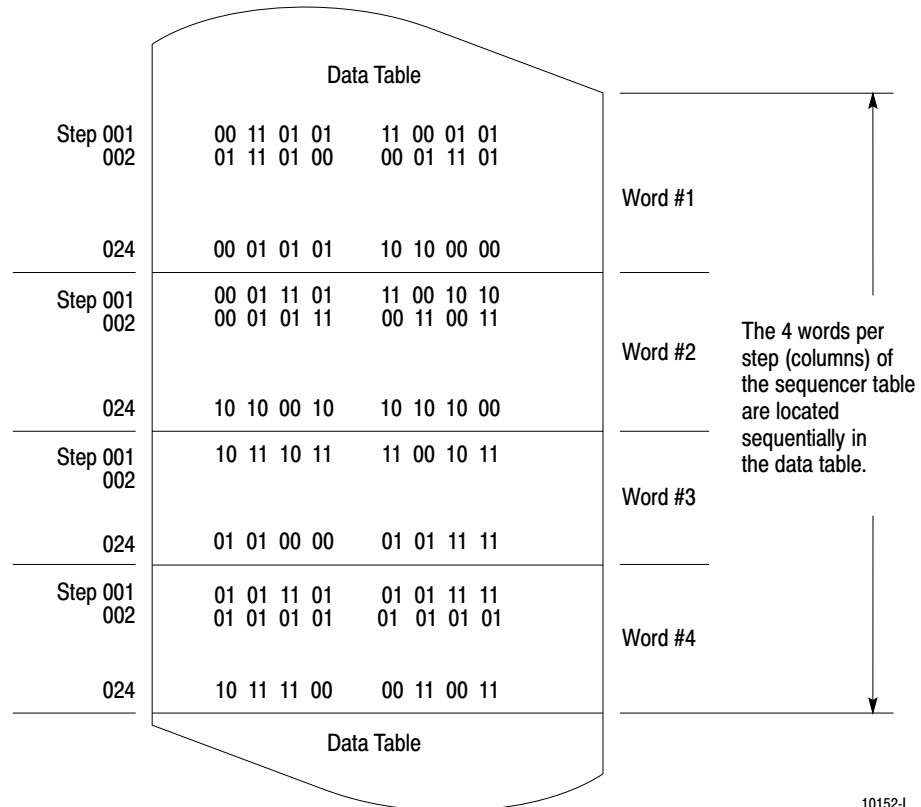 Data Table
Step 001 00 11 01 01 11 00 01 01
002 01 11 01 00 00 01 11 01
Word #1
024 00 01 01 01 10 10 00 00
Step 001 00 01 11 01 11 00 10 10
002 00 01 01 11 00 11 00 11
Word #2
024 10 10 00 10 10 10 10 00
Step 001 10 11 10 11 11 00 10 11
002
Word #3
024 01 01 00 00 01 01 11 11
Step 001 01 01 11 01 01 01 11 11
002 01 01 01 01 01 01 01 01
Word #4
024 10 11 11 00 00 11 00 11
The 4 words per
step (columns) of
the sequencer table
are located
sequentially in
the data table.
Data Table
10152-I